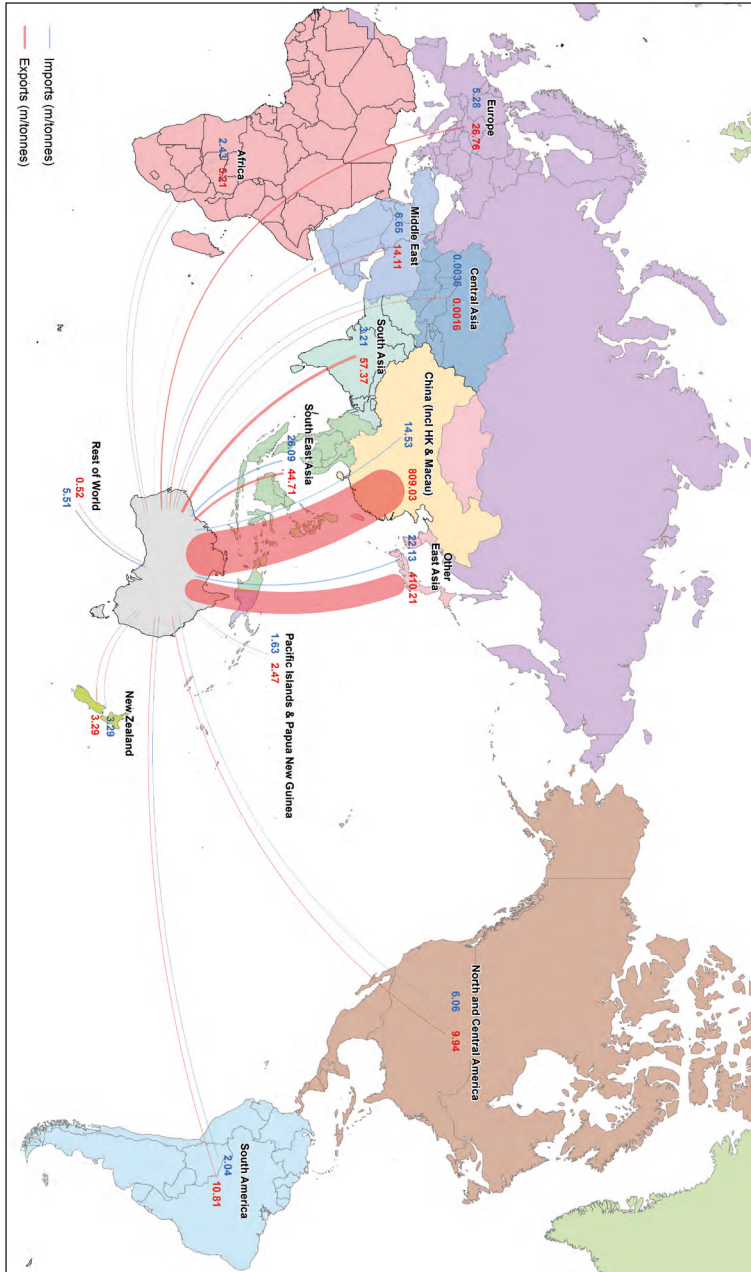 Europe
5.28 26.76
Central Asia
0.0036 0.0016
Middle East
6.65 14.11
Africa
2.43 5.21
South Asia
3.21 57.37
China (Incl HK & Macau)
14.53 809.03
Other
East Asia
22.13 410.21
South East Asia
26.09 44.71
Pacific Islands & Papua New Guinea
1.63 2.47
North and Central America
6.06 9.94
South America
2.04 10.81
New Zealand
3.29
3.29
Rest of World
0.52
5.51
Imports (m/tonnes)
Exports (m/tonnes)